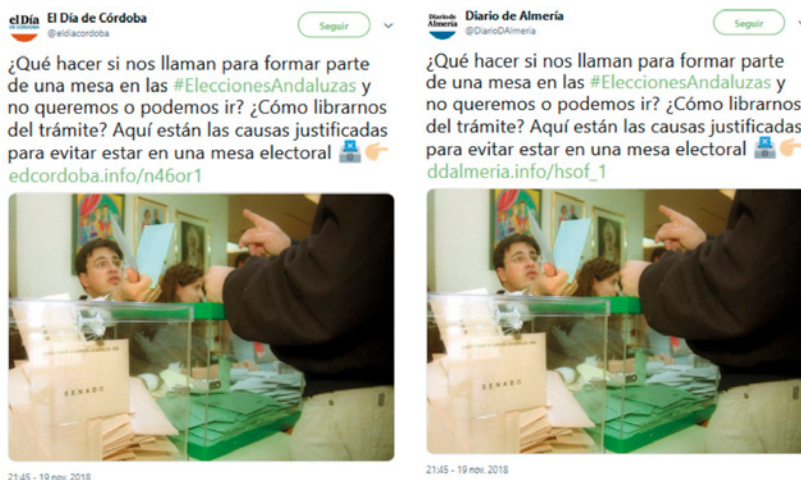 el Día
DE CÓRDOBA
El Día de Córdoba
@eldiacordoba
Seguir
¿Qué hacer si nos llaman para formar parte
de una mesa en las #EleccionesAndaluzas y
no queremos o podemos ir? ¿Cómo librarnos
del trámite? Aquí están las causas justificadas
para evitar estar en una mesa electoral 🗳️👉🏻
edcordoba.info/n46or1
SENADO
21:45 - 19 nov. 2018
Diario de
Almería
Diario de Almería
@DiarioDAlmeria
Seguir
¿Qué hacer si nos llaman para formar parte
de una mesa en las #EleccionesAndaluzas y
no queremos o podemos ir? ¿Cómo librarnos
del trámite? Aquí están las causas justificadas
para evitar estar en una mesa electoral 🗳️👉🏻
ddalmeria.info/hsof_1
SENADO
21:45 - 19 nov. 2018